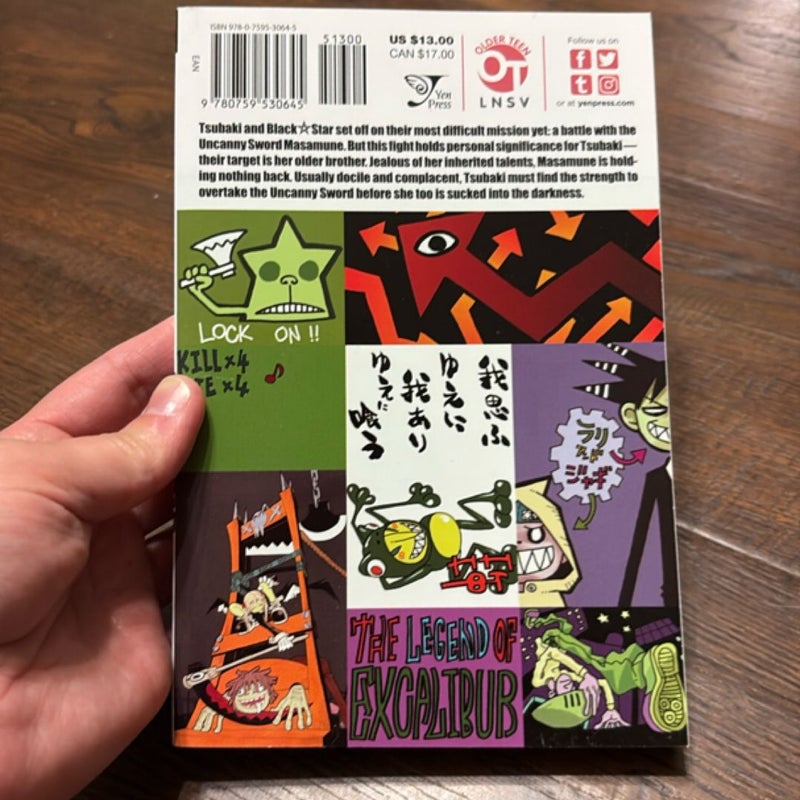 ISBN 978-0-7595-3064-5
51300
EAN
9 780759 530645
US $13.00
CAN $17.00
Yen
Press
OLDER TEEN
OT
LNSV
Follow us on
or at yenpress.com
Tsubaki and Black☆Star set off on their most difficult mission yet: a battle with the
Uncanny Sword Masamune. But this fight holds personal significance for Tsubaki—
their target is her older brother. Jealous of her inherited talents, Masamune is hold-
ing nothing back. Usually docile and complacent, Tsubaki must find the strength to
overtake the Uncanny Sword before she too is sucked into the darkness.
LOCK ON!!
KILL×4
×4
我思ふ
ゆえに
我あり
ゆえに
喰う
ジャギ
THE LEGEND OF
EXCALIBUR